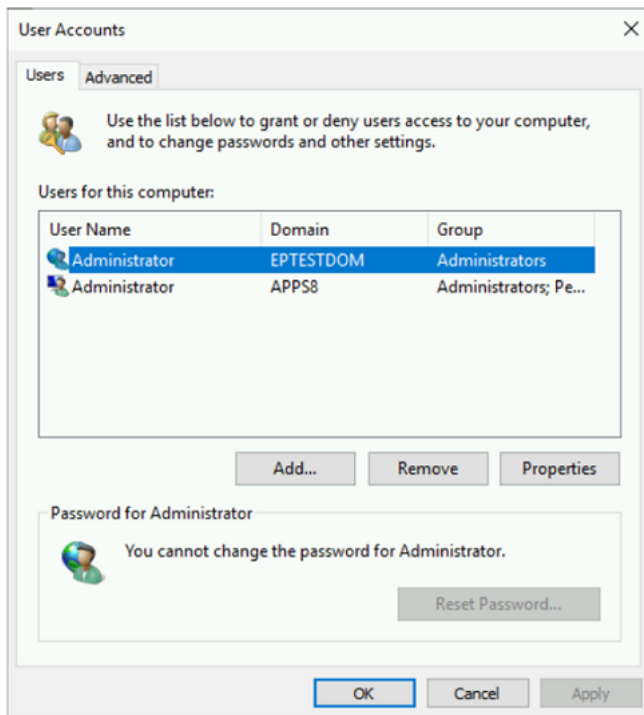 User Accounts
Users Advanced
Use the list below to grant or deny users access to your computer,
and to change passwords and other settings.
Users for this computer:
User Name Domain Group
Administrator EPTESTDOM Administrators
Administrator APPS8 Administrators; Pe...
Add... Remove Properties
Password for Administrator
You cannot change the password for Administrator.
Reset Password...
OK Cancel Apply